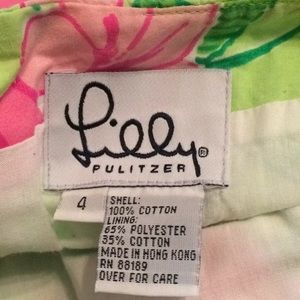 Lilly®
PULITZER
4
SHELL:
100% COTTON
LINING:
65% POLYESTER
35% COTTON
MADE IN HONG KONG
RN 88189
OVER FOR CARE